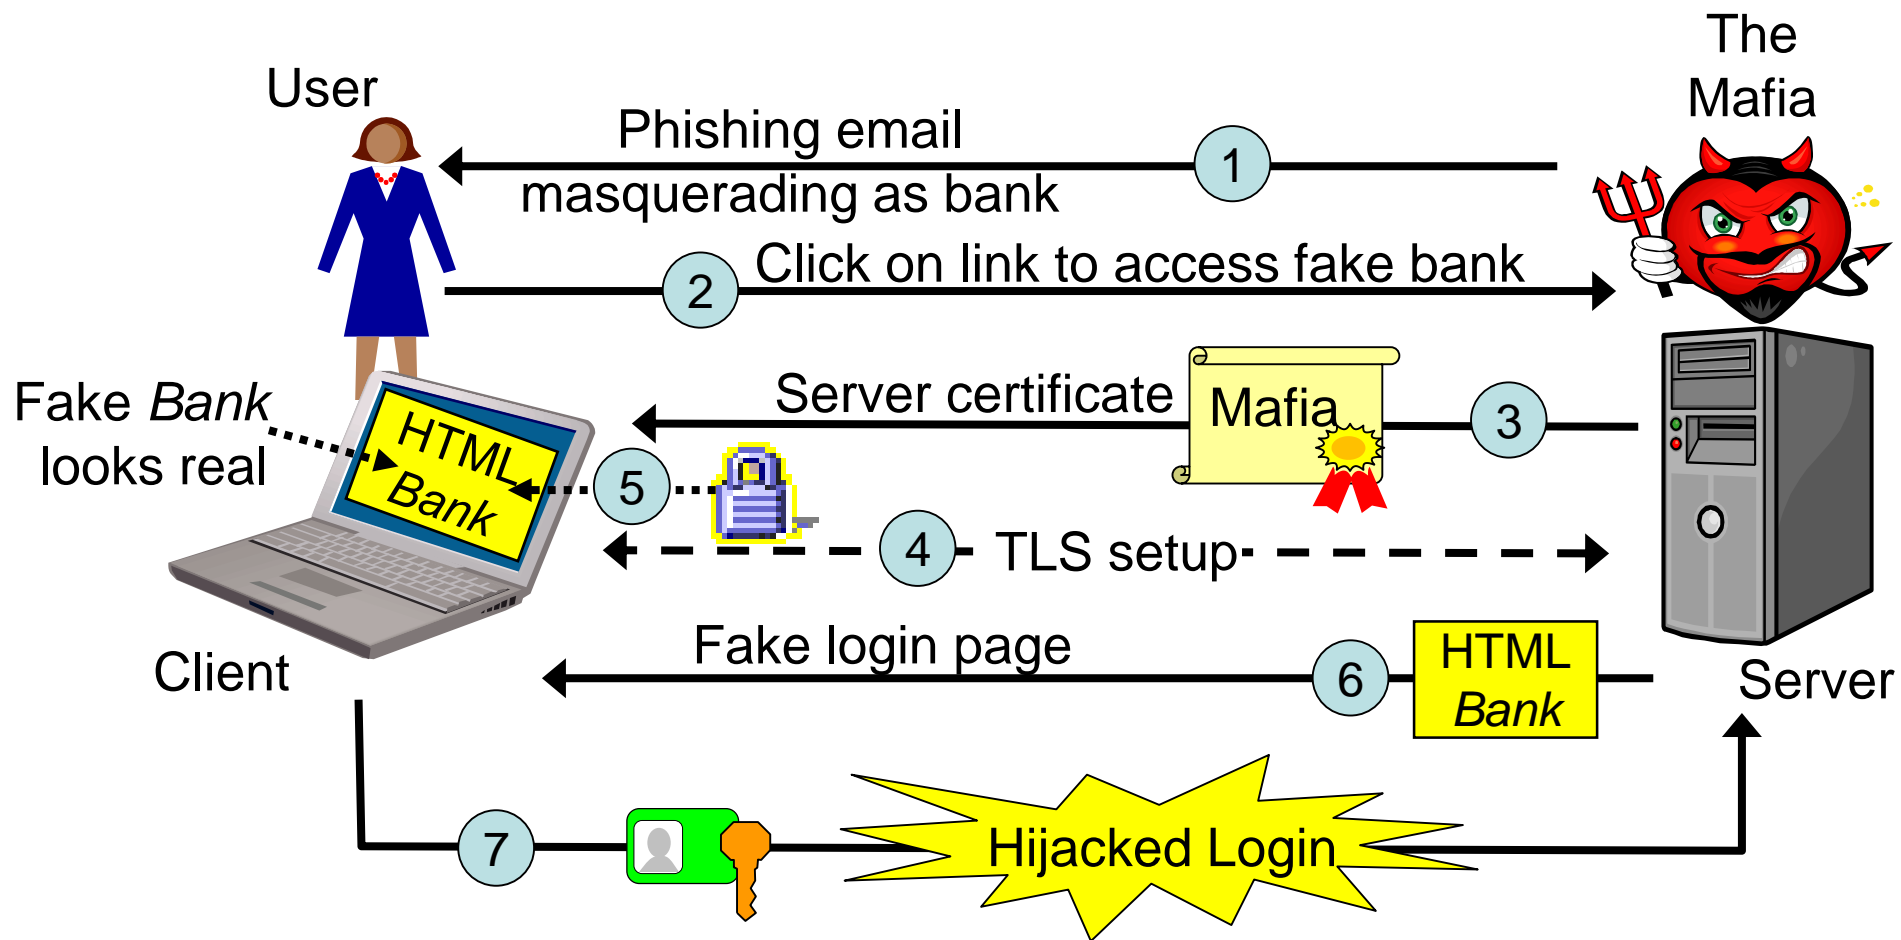 The
Mafia
User
Phishing email
1
masquerading as bank
2
Click on link to access fake bank
Server certificate
Mafia
3
Fake Bank
looks real
HTML
Bank
5
4
TLS setup
Fake login page
6
HTML
Bank
Client
Server
7
Hijacked Login